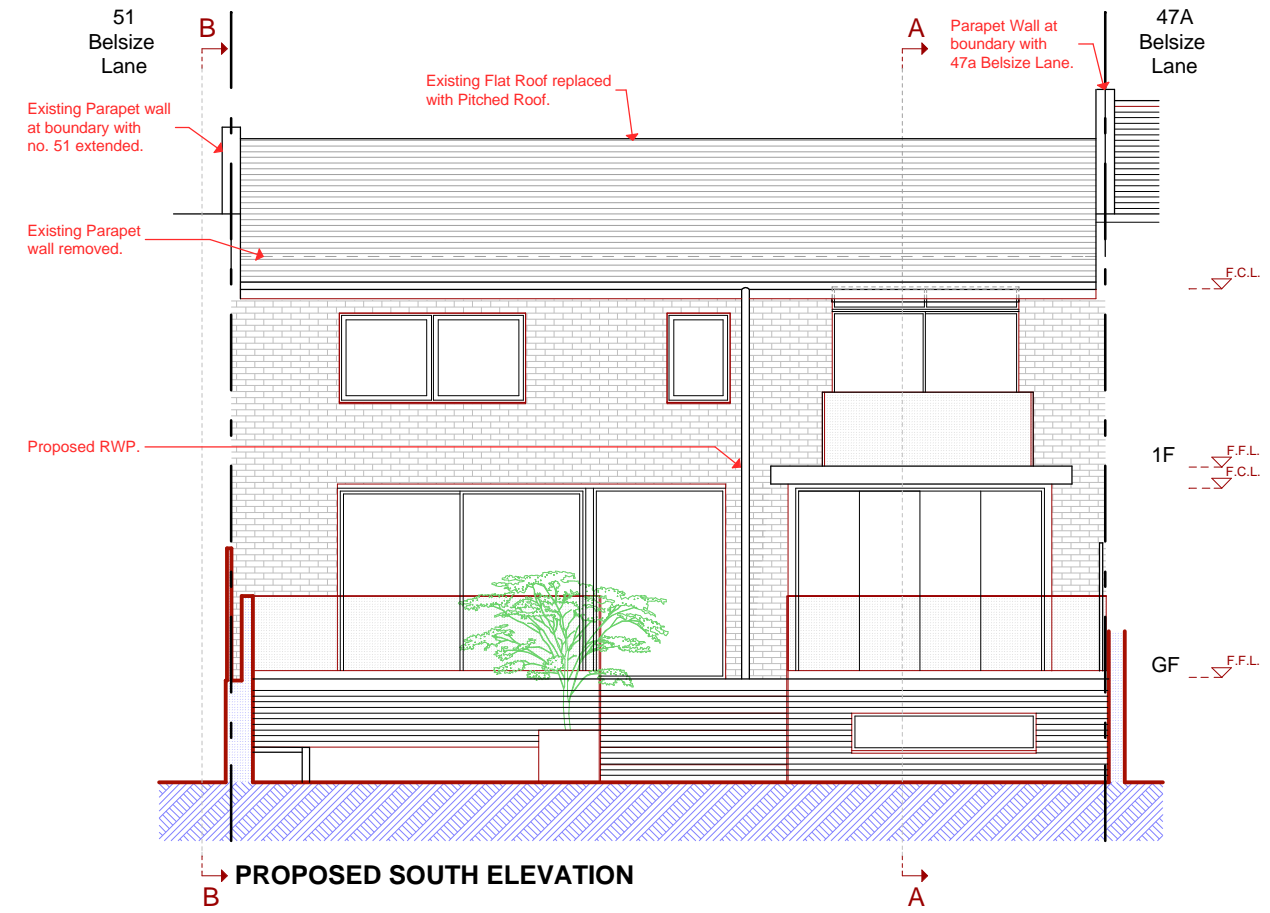 51
Belsize
Lane
B
A
Parapet Wall at
boundary with
47a Belsize Lane.
47A
Belsize
Lane
Existing Flat Roof replaced
with Pitched Roof.
Existing Parapet wall
at boundary with
no. 51 extended.
Existing Parapet
wall removed.
F.C.L.
Proposed RWP.
1F
F.F.L.
F.C.L.
GF
F.F.L.
B
PROPOSED SOUTH ELEVATION
A